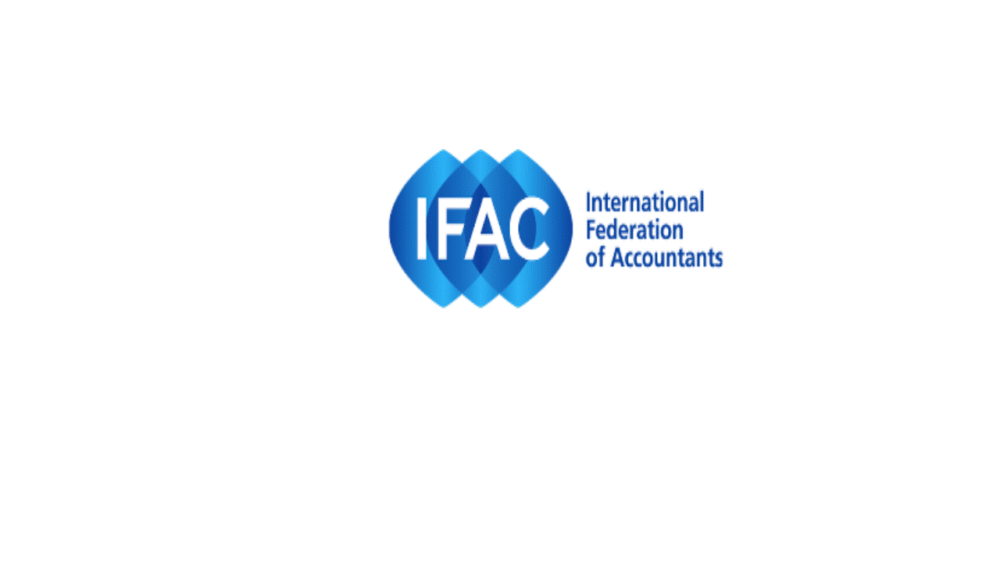 IFAC
International
Federation
of Accountants